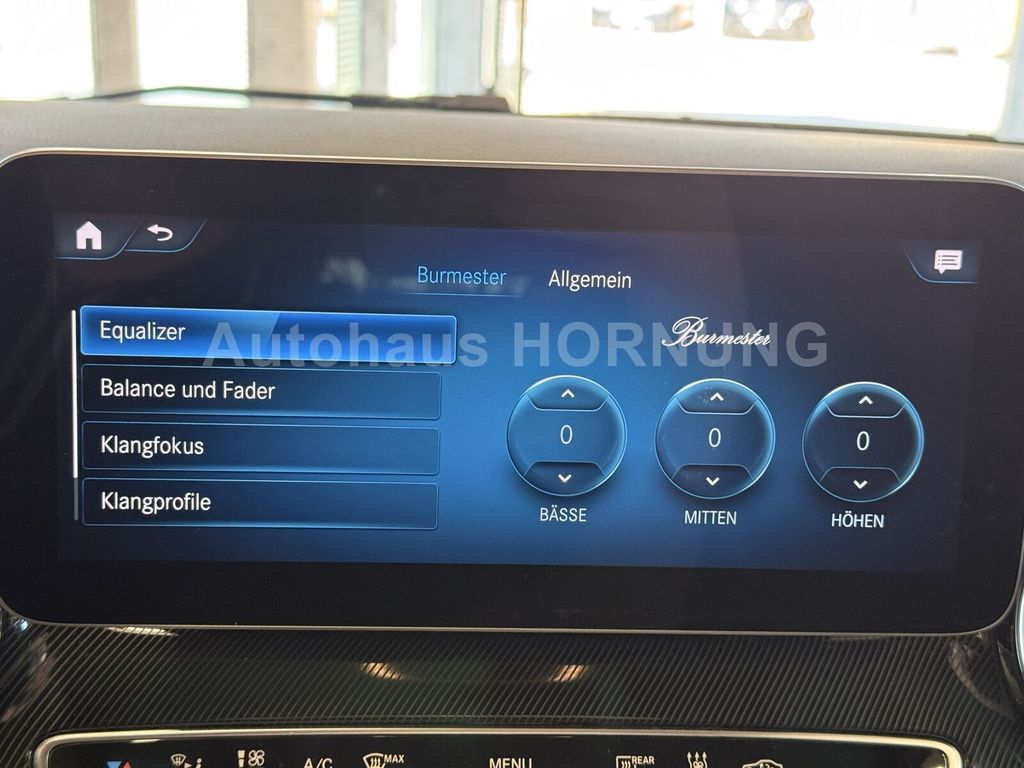 Burmester Allgemein
Equalizer
Autohaus HORNUNG
Burmester
Balance und Fader
Klangfokus
Klangprofile
0 0 0
BÄSSE MITTEN HÖHEN
A/C MAX MENU REAR